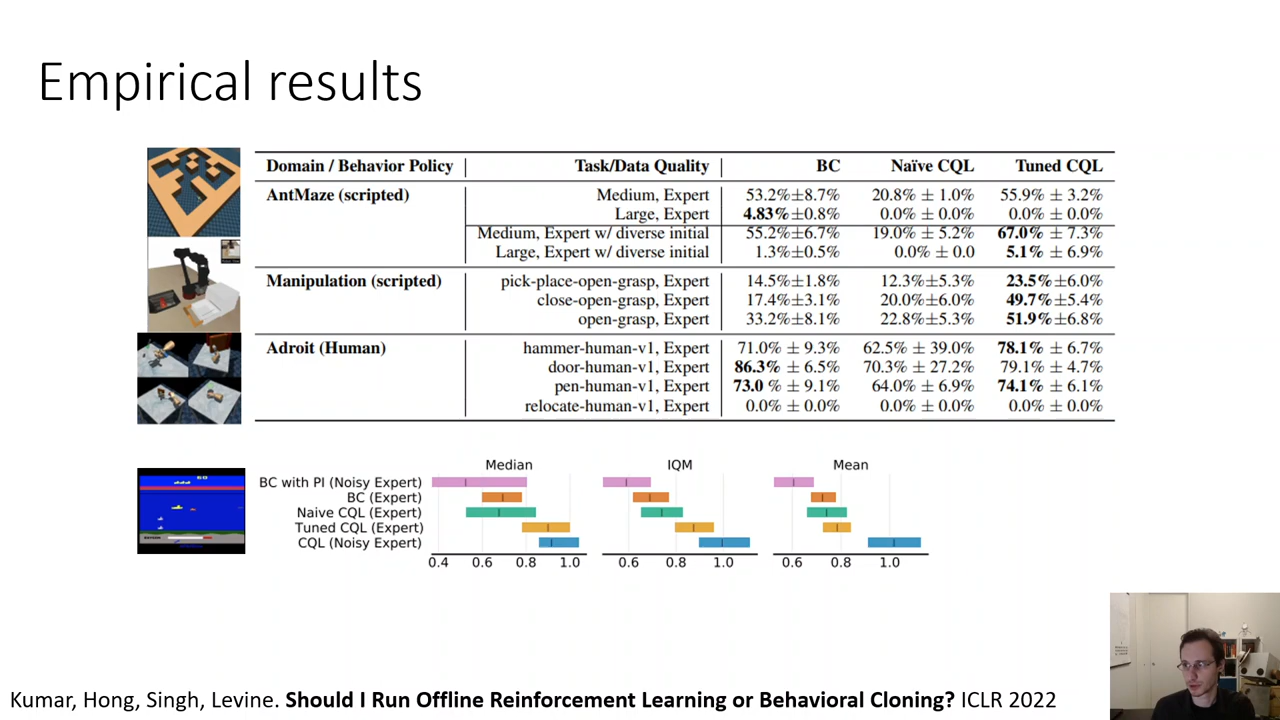 Empirical results
Domain / Behavior Policy Task/Data Quality BC Naïve CQL Tuned CQL
AntMaze (scripted) Medium, Expert 53.2%±8.7% 20.8% ± 1.0% 55.9% ± 3.2%
Large, Expert 4.83%±0.8% 0.0% ± 0.0% 0.0% ± 0.0%
Medium, Expert w/ diverse initial 55.2%±6.7% 19.0% ± 5.2% 67.0% ± 7.3%
Large, Expert w/ diverse initial 1.3%±0.5% 0.0% ± 0.0 5.1% ± 6.9%
Manipulation (scripted) pick-place-open-grasp, Expert 14.5%±1.8% 12.3%±5.3% 23.5%±6.0%
close-open-grasp, Expert 17.4%±3.1% 20.0%±6.0% 49.7%±5.4%
open-grasp, Expert 33.2%±8.1% 22.8%±5.3% 51.9%±6.8%
Adroit (Human) hammer-human-v1, Expert 71.0% ± 9.3% 62.5% ± 39.0% 78.1% ± 6.7%
door-human-v1, Expert 86.3% ± 6.5% 70.3% ± 27.2% 79.1% ± 4.7%
pen-human-v1, Expert 73.0 % ± 9.1% 64.0% ± 6.9% 74.1% ± 6.1%
relocate-human-v1, Expert 0.0% ± 0.0% 0.0% ± 0.0% 0.0% ± 0.0%
Median IQM Mean
BC with PI (Noisy Expert)
BC (Expert)
Naive CQL (Expert)
Tuned CQL (Expert)
CQL (Noisy Expert)
0.4 0.6 0.8 1.0 0.6 0.8 1.0 0.6 0.8 1.0
Kumar, Hong, Singh, Levine. Should I Run Offline Reinforcement Learning or Behavioral Cloning? ICLR 2022